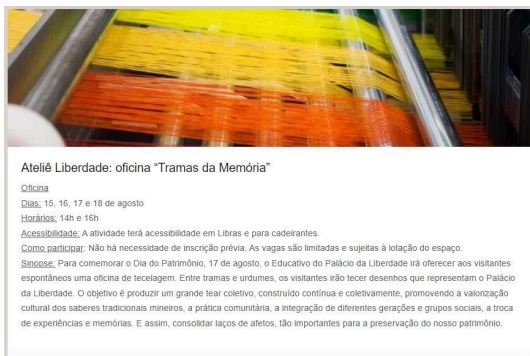 Ateliê Liberdade: oficina “Tramas da Memória”
Oficina
Dias: 15, 16, 17 e 18 de agosto
Horários: 14h e 16h
Acessibilidade: A atividade terá acessibilidade em Libras e para cadeirantes.
Como participar: Não há necessidade de inscrição prévia. As vagas são limitadas e sujeitas à lotação do espaço.
Sinopse: Para comemorar o Dia do Patrimônio, 17 de agosto, o Educativo do Palácio da Liberdade irá oferecer aos visitantes
espontâneos uma oficina de tecelagem. Entre tramas e urdumes, os visitantes irão tecer desenhos que representam o Palácio
da Liberdade. O objetivo é produzir um grande tear coletivo, construído contínua e coletivamente, promovendo a valorização
cultural dos saberes tradicionais mineiros, a prática comunitária, a integração de diferentes gerações e grupos sociais, a troca
de experiências e memórias. E assim, consolidar laços de afetos, tão importantes para a preservação do nosso patrimônio.